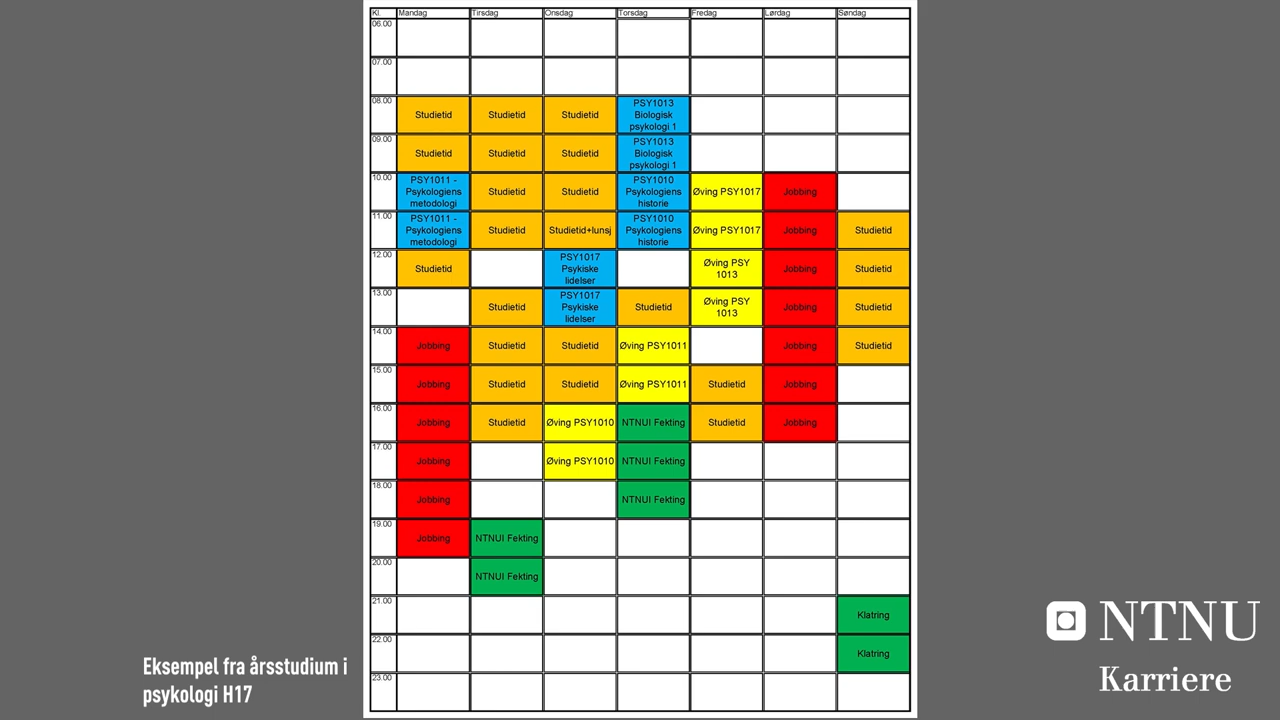 Kl. Mandag Tirsdag Onsdag Torsdag Fredag Lørdag Søndag
06.00
07.00
08.00 Studietid Studietid Studietid PSY1013 Biologisk psykologi 1
09.00 Studietid Studietid Studietid PSY1013 Biologisk psykologi 1
10.00 PSY1011 - Psykologiens metodologi Studietid Studietid PSY1010 Psykologiens historie Øving PSY1017 Jobbing
11.00 PSY1011 - Psykologiens metodologi Studietid Studietid+lunsj PSY1010 Psykologiens historie Øving PSY1017 Jobbing Studietid
12.00 Studietid PSY1017 Psykiske lidelser Øving PSY 1013 Jobbing Studietid
13.00 Studietid PSY1017 Psykiske lidelser Studietid Øving PSY 1013 Jobbing Studietid
14.00 Jobbing Studietid Studietid Øving PSY1011 Jobbing Studietid
15.00 Jobbing Studietid Studietid Øving PSY1011 Studietid Jobbing
16.00 Jobbing Studietid Øving PSY1010 NTNUI Fekting Studietid Jobbing
17.00 Jobbing Øving PSY1010 NTNUI Fekting
18.00 Jobbing NTNUI Fekting
19.00 Jobbing NTNUI Fekting
20.00 NTNUI Fekting
21.00 Klatring
22.00 Klatring
23.00
Eksempel fra årsstudium i
psykologi H17
NTNU
Karriere